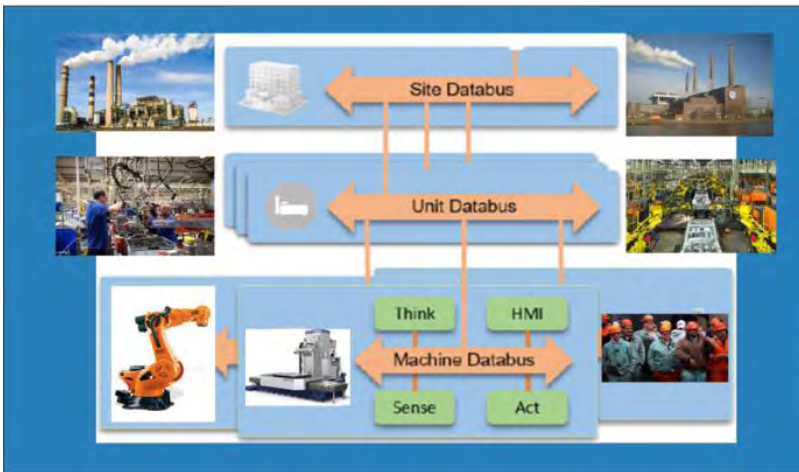 Site Databus
Unit Databus
Think
HMI
Machine Databus
Sense
Act